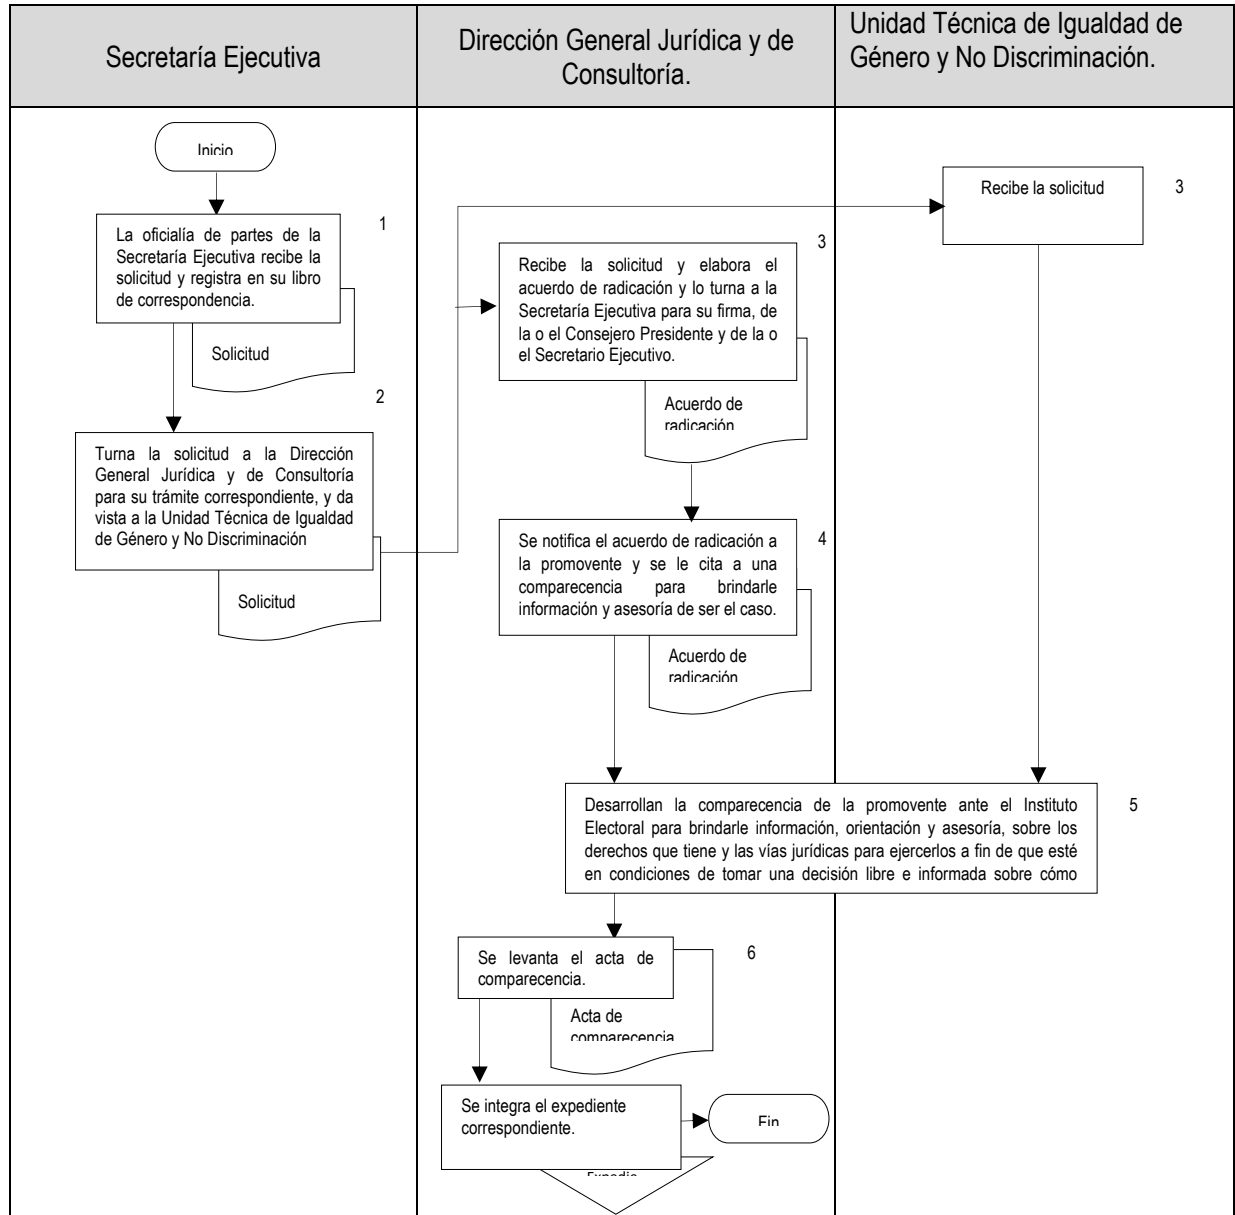 Secretaría Ejecutiva
Dirección General Jurídica y de
Consultoría.
Unidad Técnica de Igualdad de
Género y No Discriminación.
Inicio
1
La oficialía de partes de la
Secretaría Ejecutiva recibe la
solicitud y registra en su libro
de correspondencia.
Solicitud
2
Turna la solicitud a la Dirección
General Jurídica y de Consultoría
para su trámite correspondiente, y da
vista a la Unidad Técnica de Igualdad
de Género y No Discriminación
Solicitud
3
Recibe la solicitud y elabora el
acuerdo de radicación y lo turna a la
Secretaría Ejecutiva para su firma, de
la o el Consejero Presidente y de la o
el Secretario Ejecutivo.
Acuerdo de
radicación
Recibe la solicitud
3
4
Se notifica el acuerdo de radicación a
la promovente y se le cita a una
comparecencia para brindarle
información y asesoría de ser el caso.
Acuerdo de
radicación
Desarrollan la comparecencia de la promovente ante el Instituto
Electoral para brindarle información, orientación y asesoría, sobre los
derechos que tiene y las vías jurídicas para ejercerlos a fin de que esté
en condiciones de tomar una decisión libre e informada sobre cómo
5
Se levanta el acta de
comparecencia.
6
Acta de
comparecencia
Se integra el expediente
correspondiente.
Fin